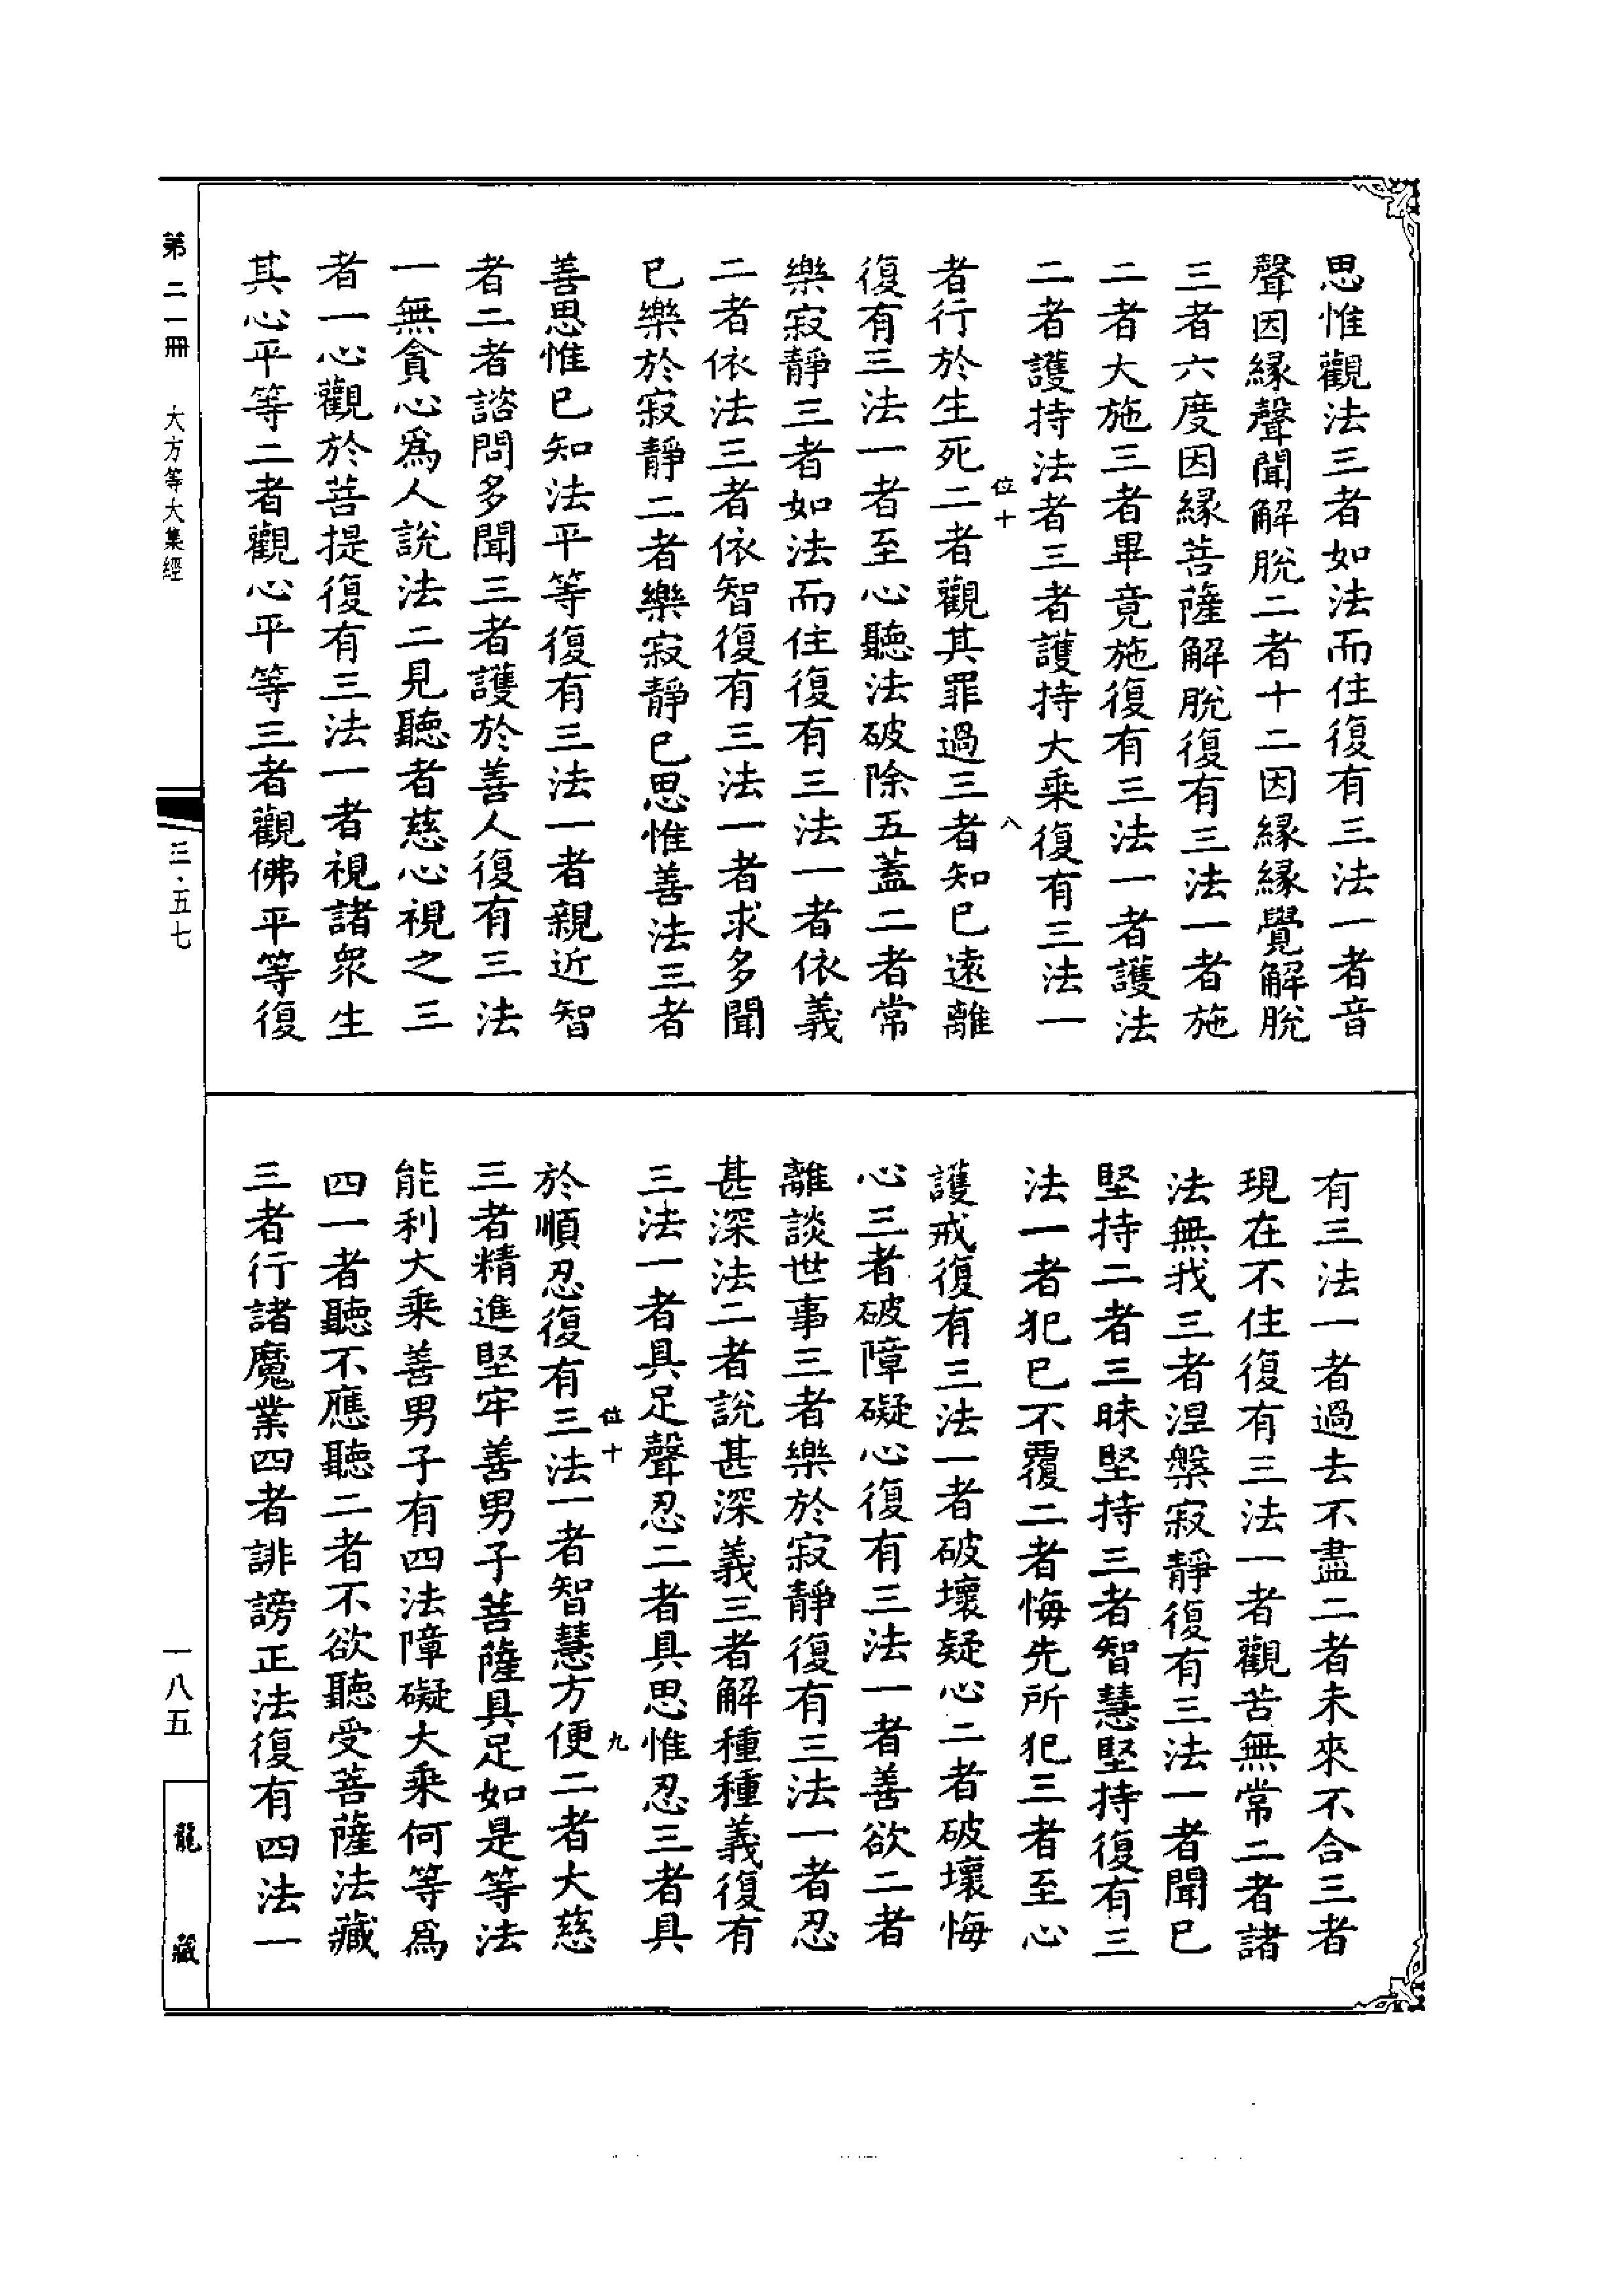 思惟觀法三者如法而住復有三法一者音
聲因緣聲聞解脫二者十二因緣緣覺解脫
三者六度因緣菩薩解脫復有三法一者施
二者大施三者畢竟施復有三法一者護法
二者護持法者三者護持大乘復有三法一
位十 八
者行於生死二者觀其罪過三者知已遠離
復有三法一者至心聽法破除五蓋二者常
樂寂靜三者如法而住復有三法一者依義
二者依法三者依智復有三法一者求多聞
已樂於寂靜二者樂寂靜已思惟善法三者
善思惟已知法平等復有三法一者親近智
者二者諮問多聞三者護於善人復有三法
一無貪心爲人說法二見聽者慈心視之三
者一心觀於菩提復有三法一者視諸衆生
其心平等二者觀心平等三者觀佛平等復
有三法一者過去不盡二者未來不合三者
現在不住復有三法一者觀苦無常二者諸
法無我三者涅槃寂靜復有三法一者聞已
堅持二者三昧堅持三者智慧堅持復有三
法一者犯已不覆二者悔先所犯三者至心
護戒復有三法一者破壞疑心二者破壞悔
心三者破障礙心復有三法一者善欲二者
離談世事三者樂於寂靜復有三法一者忍
甚深法二者說甚深義三者解種種義復有
三法一者具足聲忍二者具思惟忍三者具
位十 九
於順忍復有三法一者智慧方便二者大慈
三者精進堅牢善男子菩薩具足如是等法
能利大乘善男子有四法障礙大乘何等爲
四一者聽不應聽二者不欲聽受菩薩法藏
三者行諸魔業四者誹謗正法復有四法一
第二一冊 大方等大集經
三·五七
一八五
龍藏